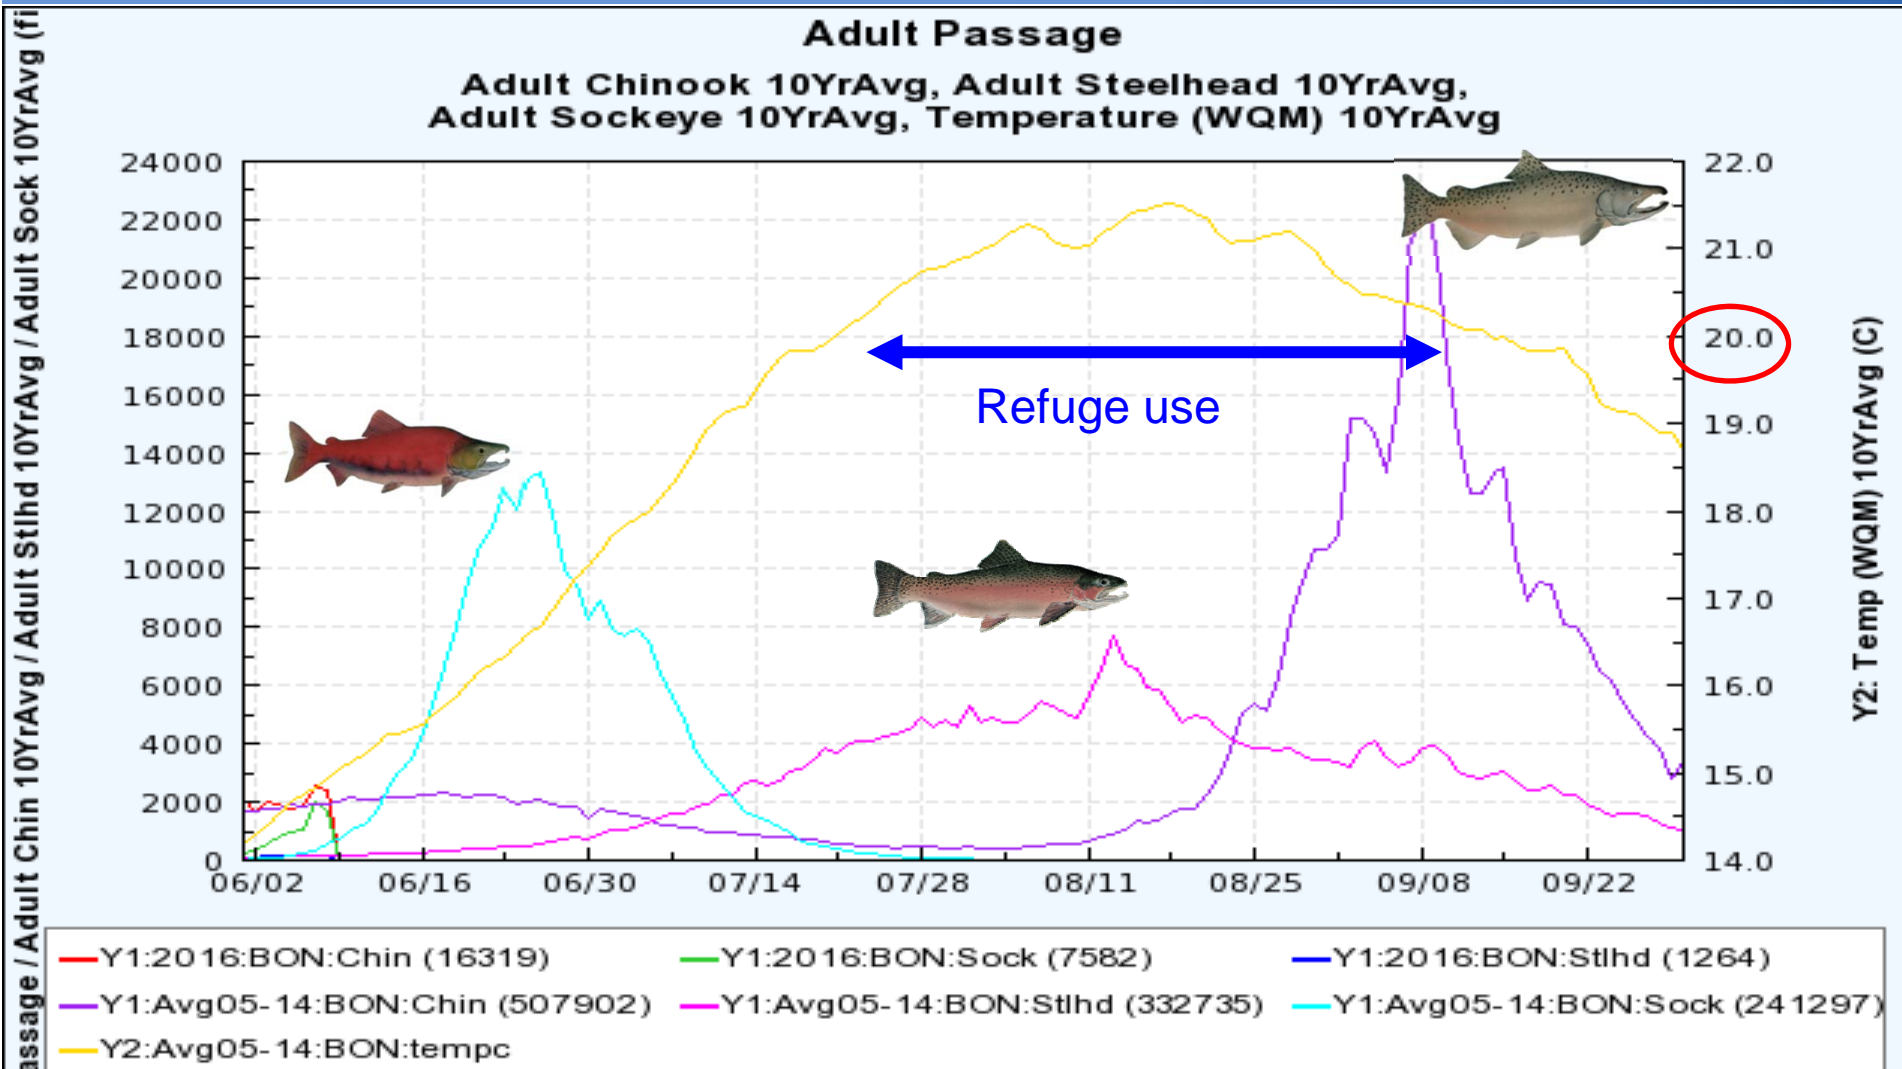 Adult Passage
Adult Chinook 10YrAvg, Adult Steelhead 10YrAvg,
Adult Sockeye 10YrAvg, Temperature (WQM) 10YrAvg
assage / Adult Chin 10YrAvg / Adult Stlhd 10YrAvg / Adult Sock 10YrAvg (fi
24000
22000
20000
18000
16000
14000
12000
10000
8000
6000
4000
2000
0
Refuge use
22.0
21.0
20.0
19.0
18.0
17.0
16.0
15.0
14.0
Y2: Temp (WQM) 10YrAvg (C)
06/02 06/16 06/30 07/14 07/28 08/11 08/25 09/08 09/22
Y1:2016:BON:Chin (16319) Y1:2016:BON:Sock (7582) Y1:2016:BON:Stlhd (1264)
Y1:Avg05-14:BON:Chin (507902) Y1:Avg05-14:BON:Stlhd (332735) Y1:Avg05-14:BON:Sock (241297)
Y2:Avg05-14:BON:tempc